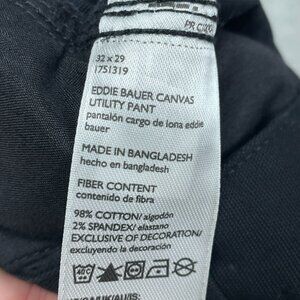 32 x 29
1751319
EDDIE BAUER CANVAS
UTILITY PANT
pantalón cargo de lona eddie
bauer
MADE IN BANGLADESH
hecho en bangladesh
FIBER CONTENT
contenido de fibra
98% COTTON/ algodón
2% SPANDEX/ elastano
EXCLUSIVE OF DECORATION/
excluyendo la decoración
40°C